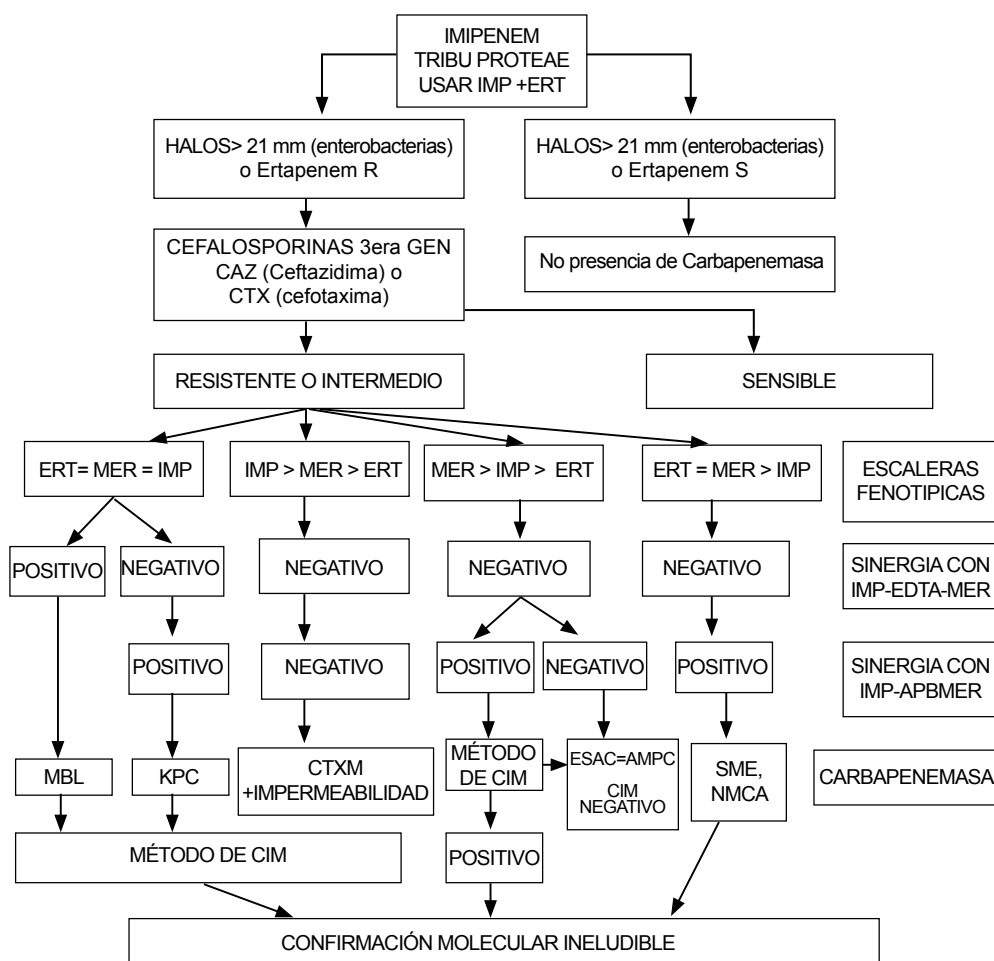 IMIPENEM
TRIBU PROTEAE
USAR IMP +ERT
HALOS> 21 mm (enterobacterias)
o Ertapenem R
HALOS> 21 mm (enterobacterias)
o Ertapenem S
CEFALOSPORINAS 3era GEN
CAZ (Ceftazidima) o
CTX (cefotaxima)
No presencia de Carbapenemasa
RESISTENTE O INTERMEDIO
SENSIBLE
ERT= MER = IMP
IMP > MER > ERT
MER > IMP > ERT
ERT = MER > IMP
ESCALERAS
FENOTIPICAS
POSITIVO
NEGATIVO
NEGATIVO
NEGATIVO
NEGATIVO
SINERGIA CON
IMP-EDTA-MER
POSITIVO
NEGATIVO
POSITIVO
NEGATIVO
POSITIVO
SINERGIA CON
IMP-APBMER
MBL
KPC
CTXM
+IMPERMEABILIDAD
MÉTODO
DE CIM
ESAC=AMPC
CIM
NEGATIVO
SME,
NMCA
CARBAPENEMASA
MÉTODO DE CIM
POSITIVO
CONFIRMACIÓN MOLECULAR INELUDIBLE